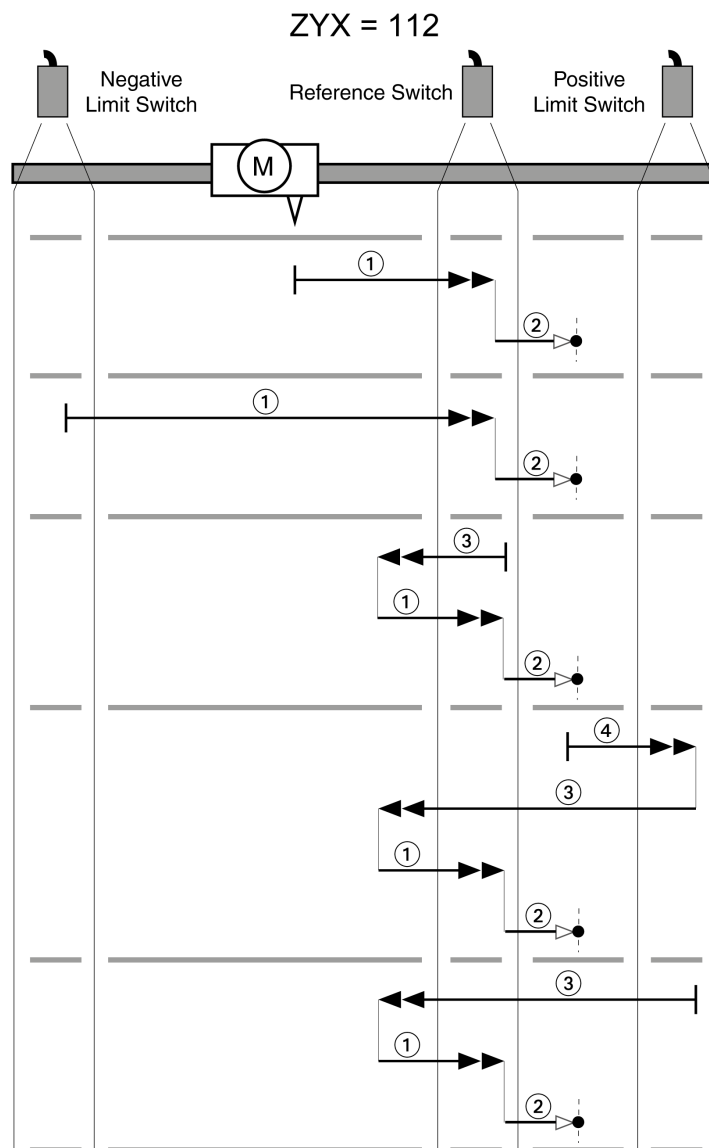 ZYX = 112
Negative
Limit Switch
Reference Switch
Positive
Limit Switch
M
1
2
1
2
3
1
2
4
3
1
2
3
1
2